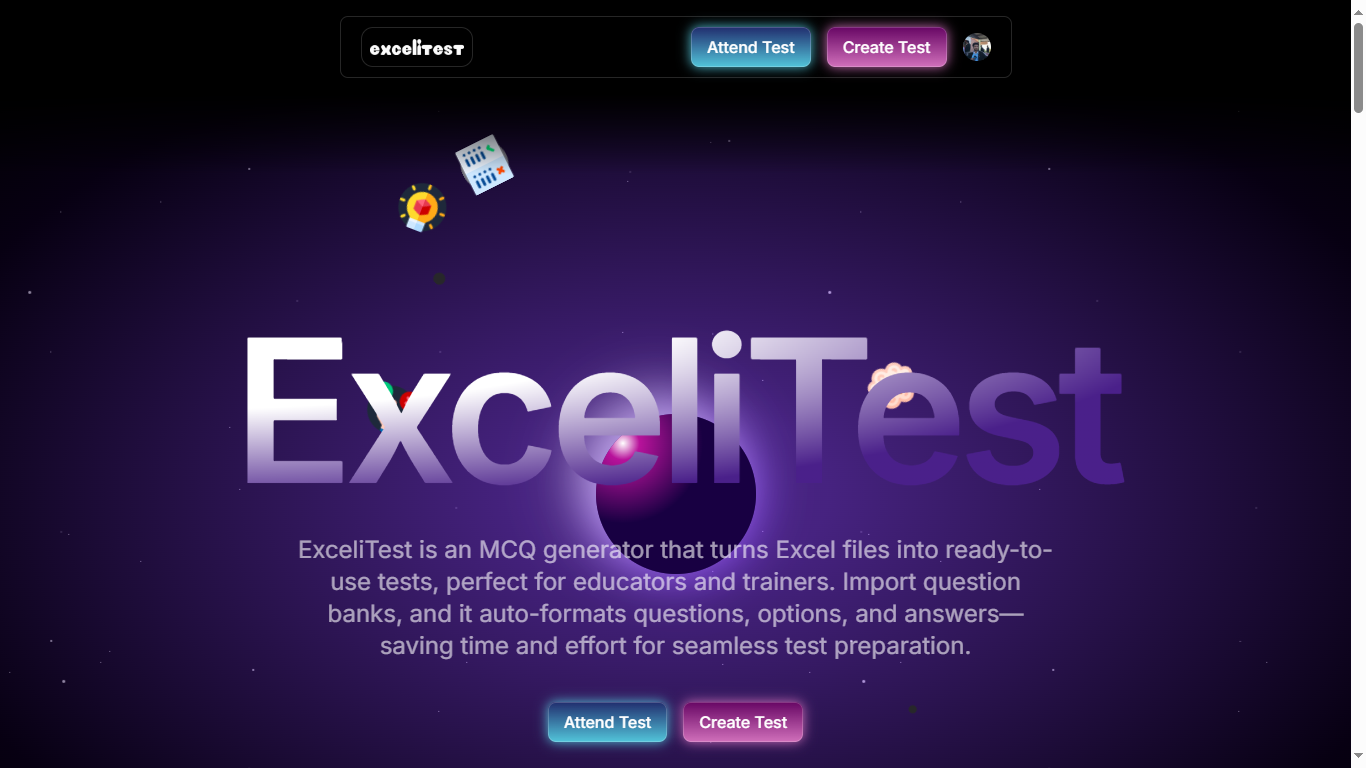 exceliTesT
Attend Test
Create Test
ExceliTest
ExceliTest is an MCQ generator that turns Excel files into ready-to-
use tests, perfect for educators and trainers. Import question
banks, and it auto-formats questions, options, and answers—
saving time and effort for seamless test preparation.
Attend Test
Create Test